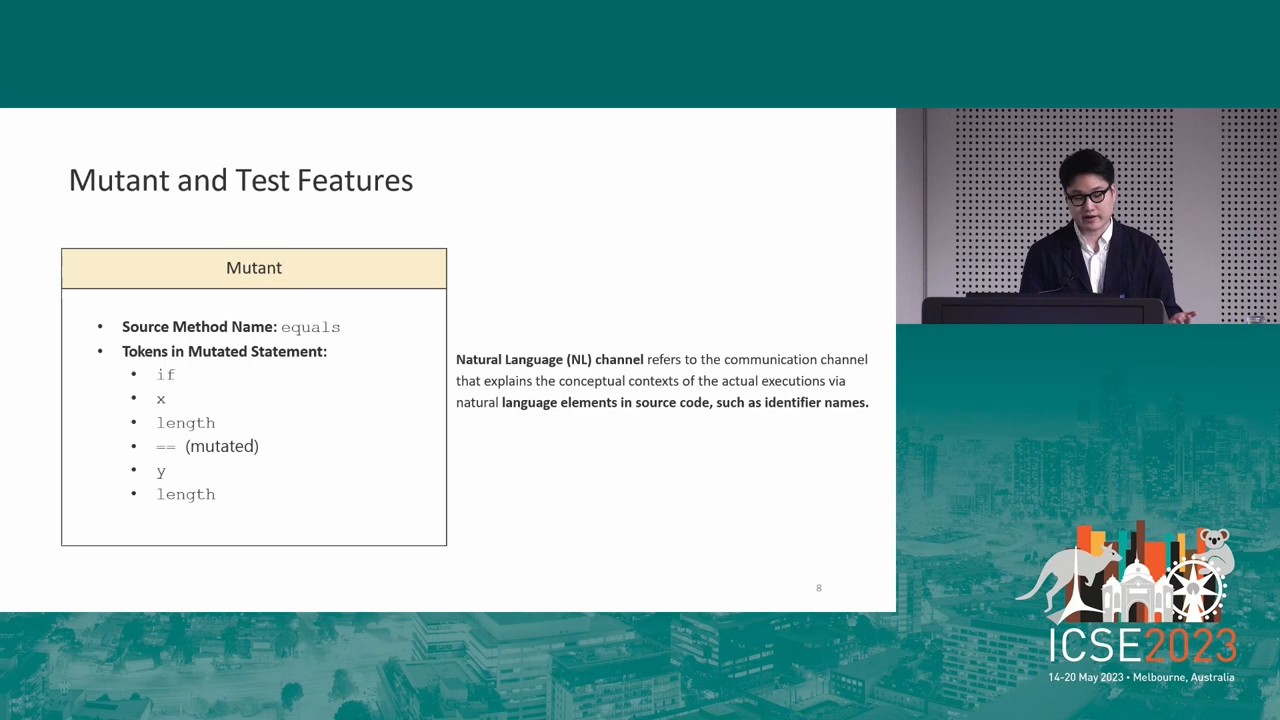 Mutant and Test Features
Mutant
• Source Method Name: equals
• Tokens in Mutated Statement:
• if
• x
• length
• == (mutated)
• y
• length
Natural Language (NL) channel refers to the communication channel
that explains the conceptual contexts of the actual executions via
natural language elements in source code, such as identifier names.
8
ICSE2023
14-20 May 2023 • Melbourne, Australia